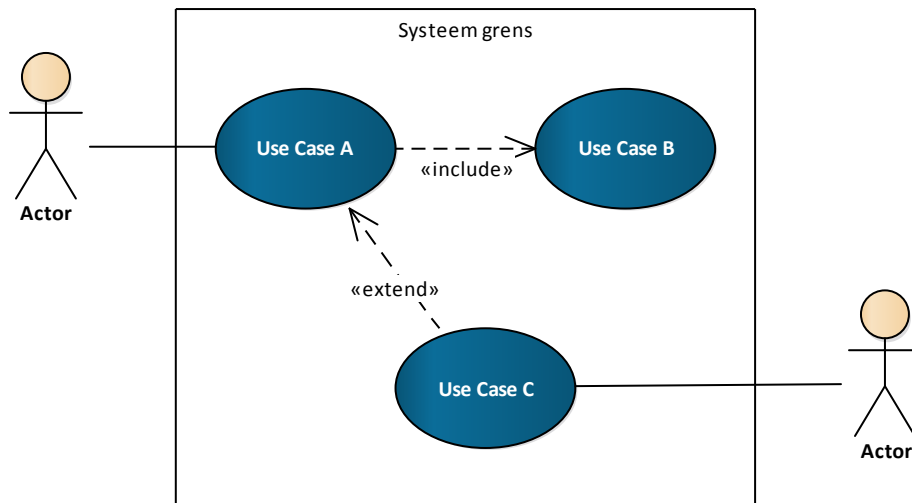 Systeem grens
Use Case A
Use Case B
«include»
Actor
«extend»
Use Case C
Actor